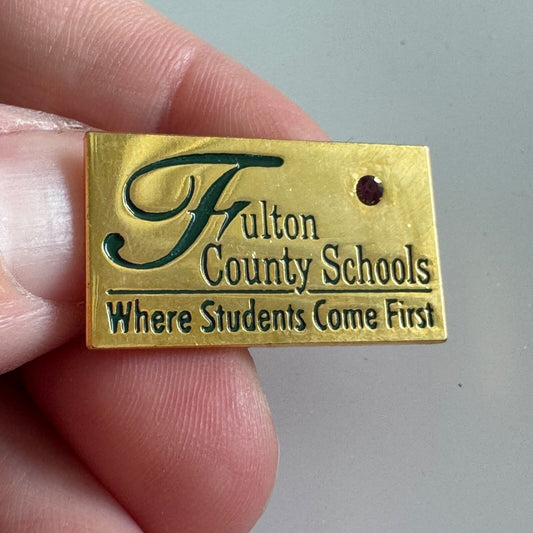 Fulton
County Schools
Where Students Come First